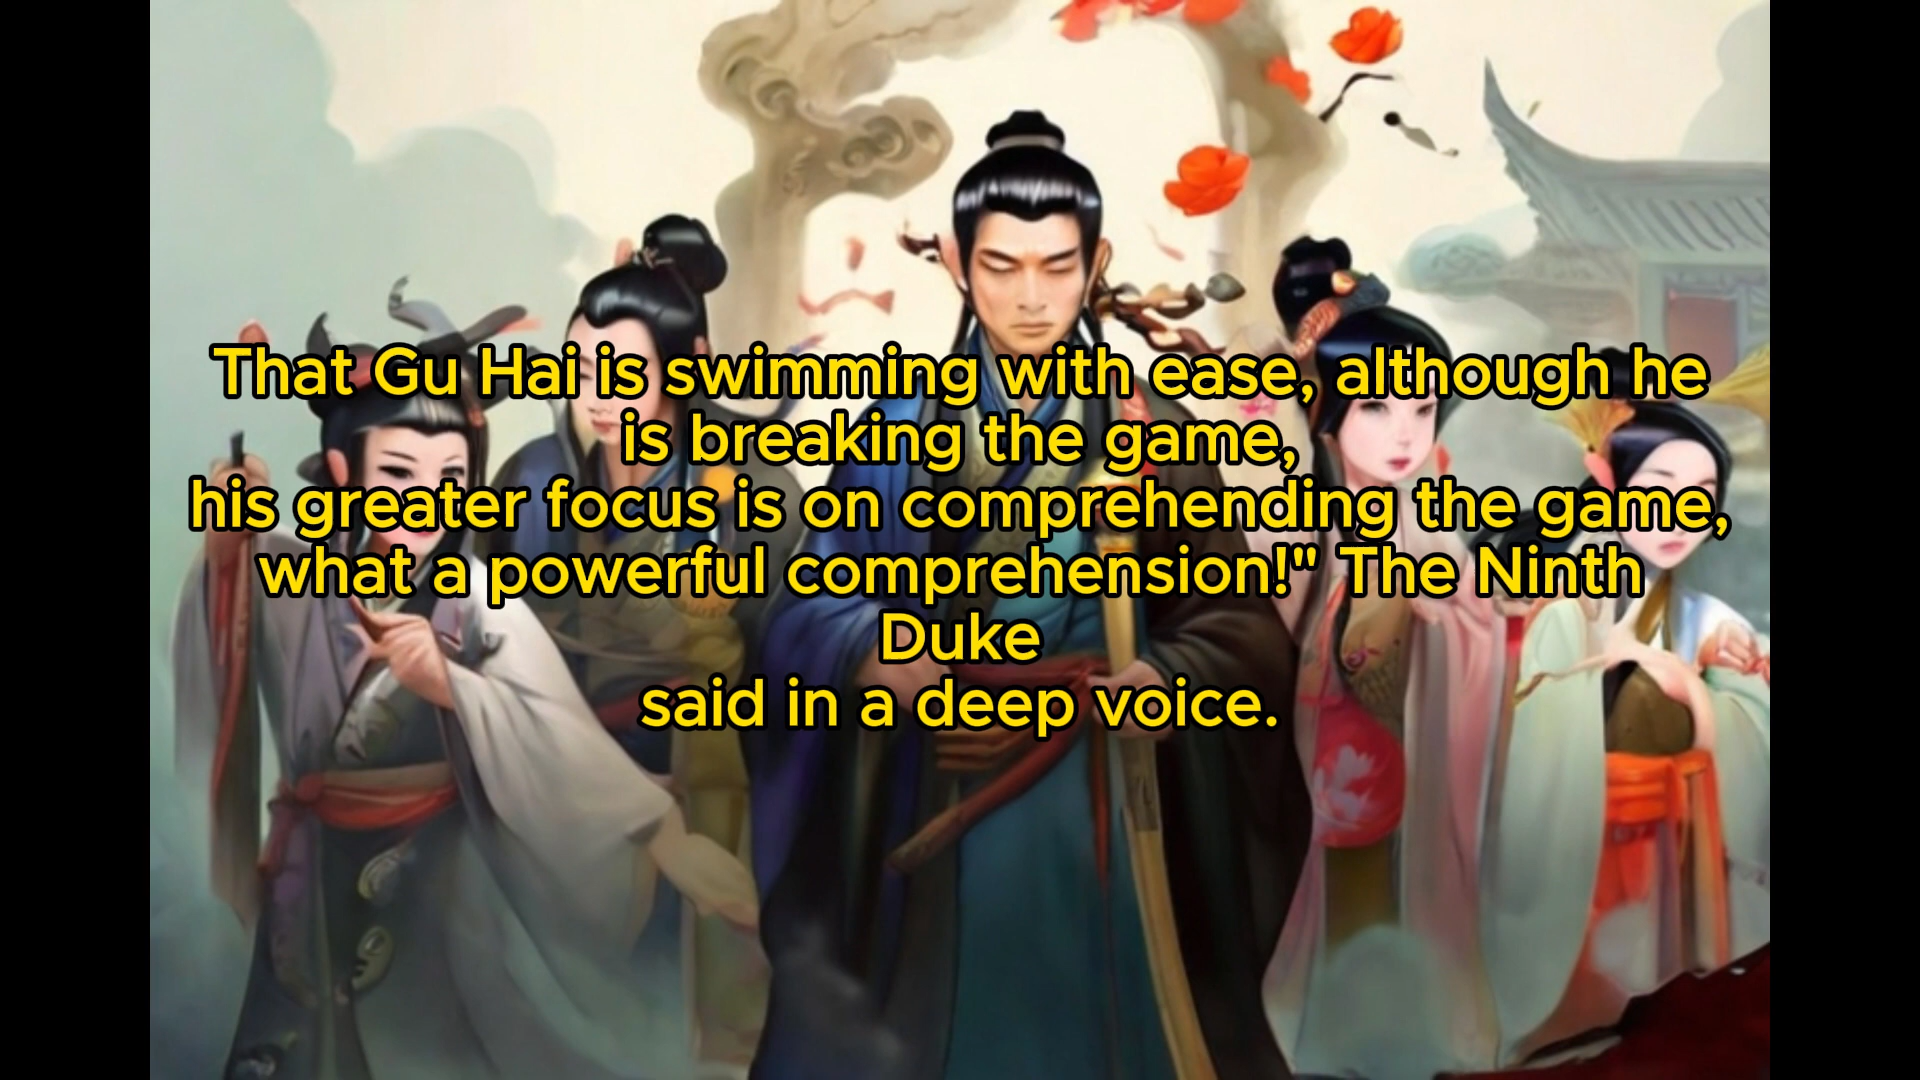 That Gu Hai is swimming with ease, although he
is breaking the game,
his greater focus is on comprehending the game,
what a powerful comprehension!" The Ninth
Duke
said in a deep voice.